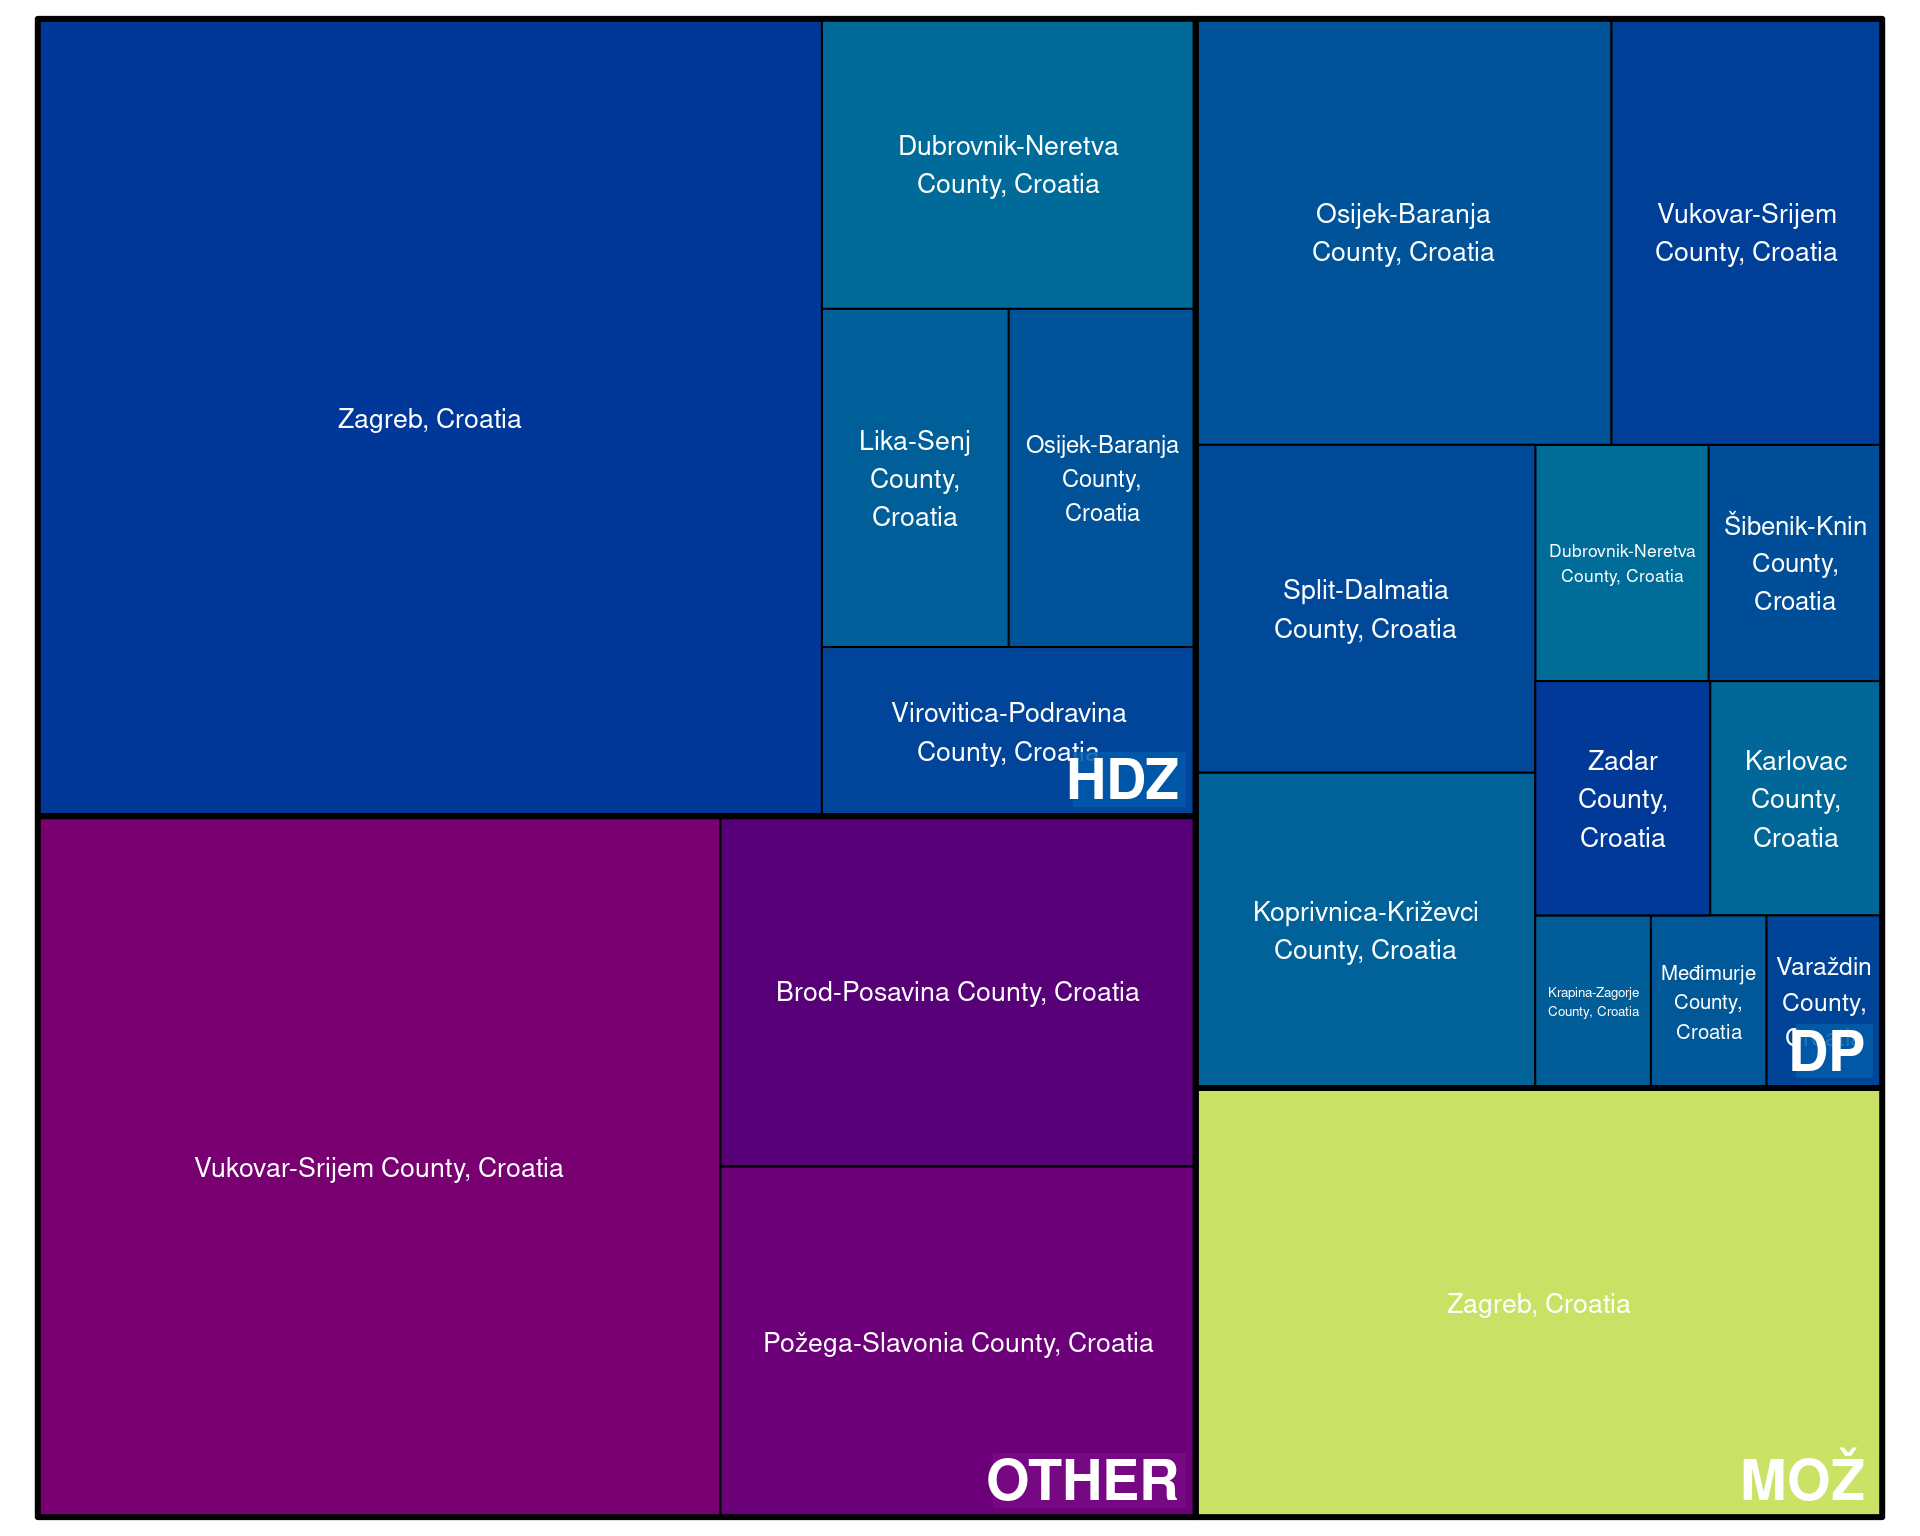 Zagreb, Croatia
Dubrovnik-Neretva
County, Croatia
Lika-Senj
County,
Croatia
Osijek-Baranja
County,
Croatia
Virovitica-Podravina
County, Croatia
HDZ
Vukovar-Srijem County, Croatia
Brod-Posavina County, Croatia
Požega-Slavonia County, Croatia
OTHER
Osijek-Baranja
County, Croatia
Vukovar-Srijem
County, Croatia
Split-Dalmatia
County, Croatia
Dubrovnik-Neretva
County, Croatia
Šibenik-Knin
County,
Croatia
Koprivnica-Križevci
County, Croatia
Zadar
County,
Croatia
Karlovac
County,
Croatia
Krapina-Zagorje
County, Croatia
Međimurje
County,
Croatia
Varaždin
County,
DP
Zagreb, Croatia
MOŽ